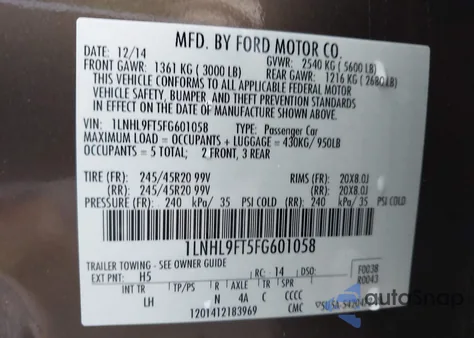 MFD. BY FORD MOTOR CO.
DATE: 12/14 GVWR: 2540 KG ( 5600 LB)
FRONT GAWR: 1361 KG ( 3000 LB) REAR GAWR: 1216 KG ( 2680 LB)
THIS VEHICLE CONFORMS TO ALL APPLICABLE FEDERAL MOTOR
VEHICLE SAFETY, BUMPER, AND THEFT PREVENTION STANDARDS
IN EFFECT ON THE DATE OF MANUFACTURE SHOWN ABOVE.
VIN: 1LNHL9FT5FG601058 TYPE: Passenger Car
MAXIMUM LOAD = OCCUPANTS + LUGGAGE = 430KG/950LB
OCCUPANTS = 5 TOTAL; 2 FRONT, 3 REAR
TIRE (FR): 245/45R20 99V RIMS (FR): 20X8.0J
(RR): 245/45R20 99V (RR): 20X8.0J
PRESSURE (FR): 240 kPa/ 35 PSI COLD (RR) 240 kPa/ 35 PSI COLD
1LNHL9FT5FG601058
TRAILER TOWING - SEE OWNER GUIDE
EXT PNT: H5 RC: 14 DSO: F0038
R0043
TP/PS R AXLE TR SPR
LH N 4A C CCCC
1201412183969 CMC
autoSnap